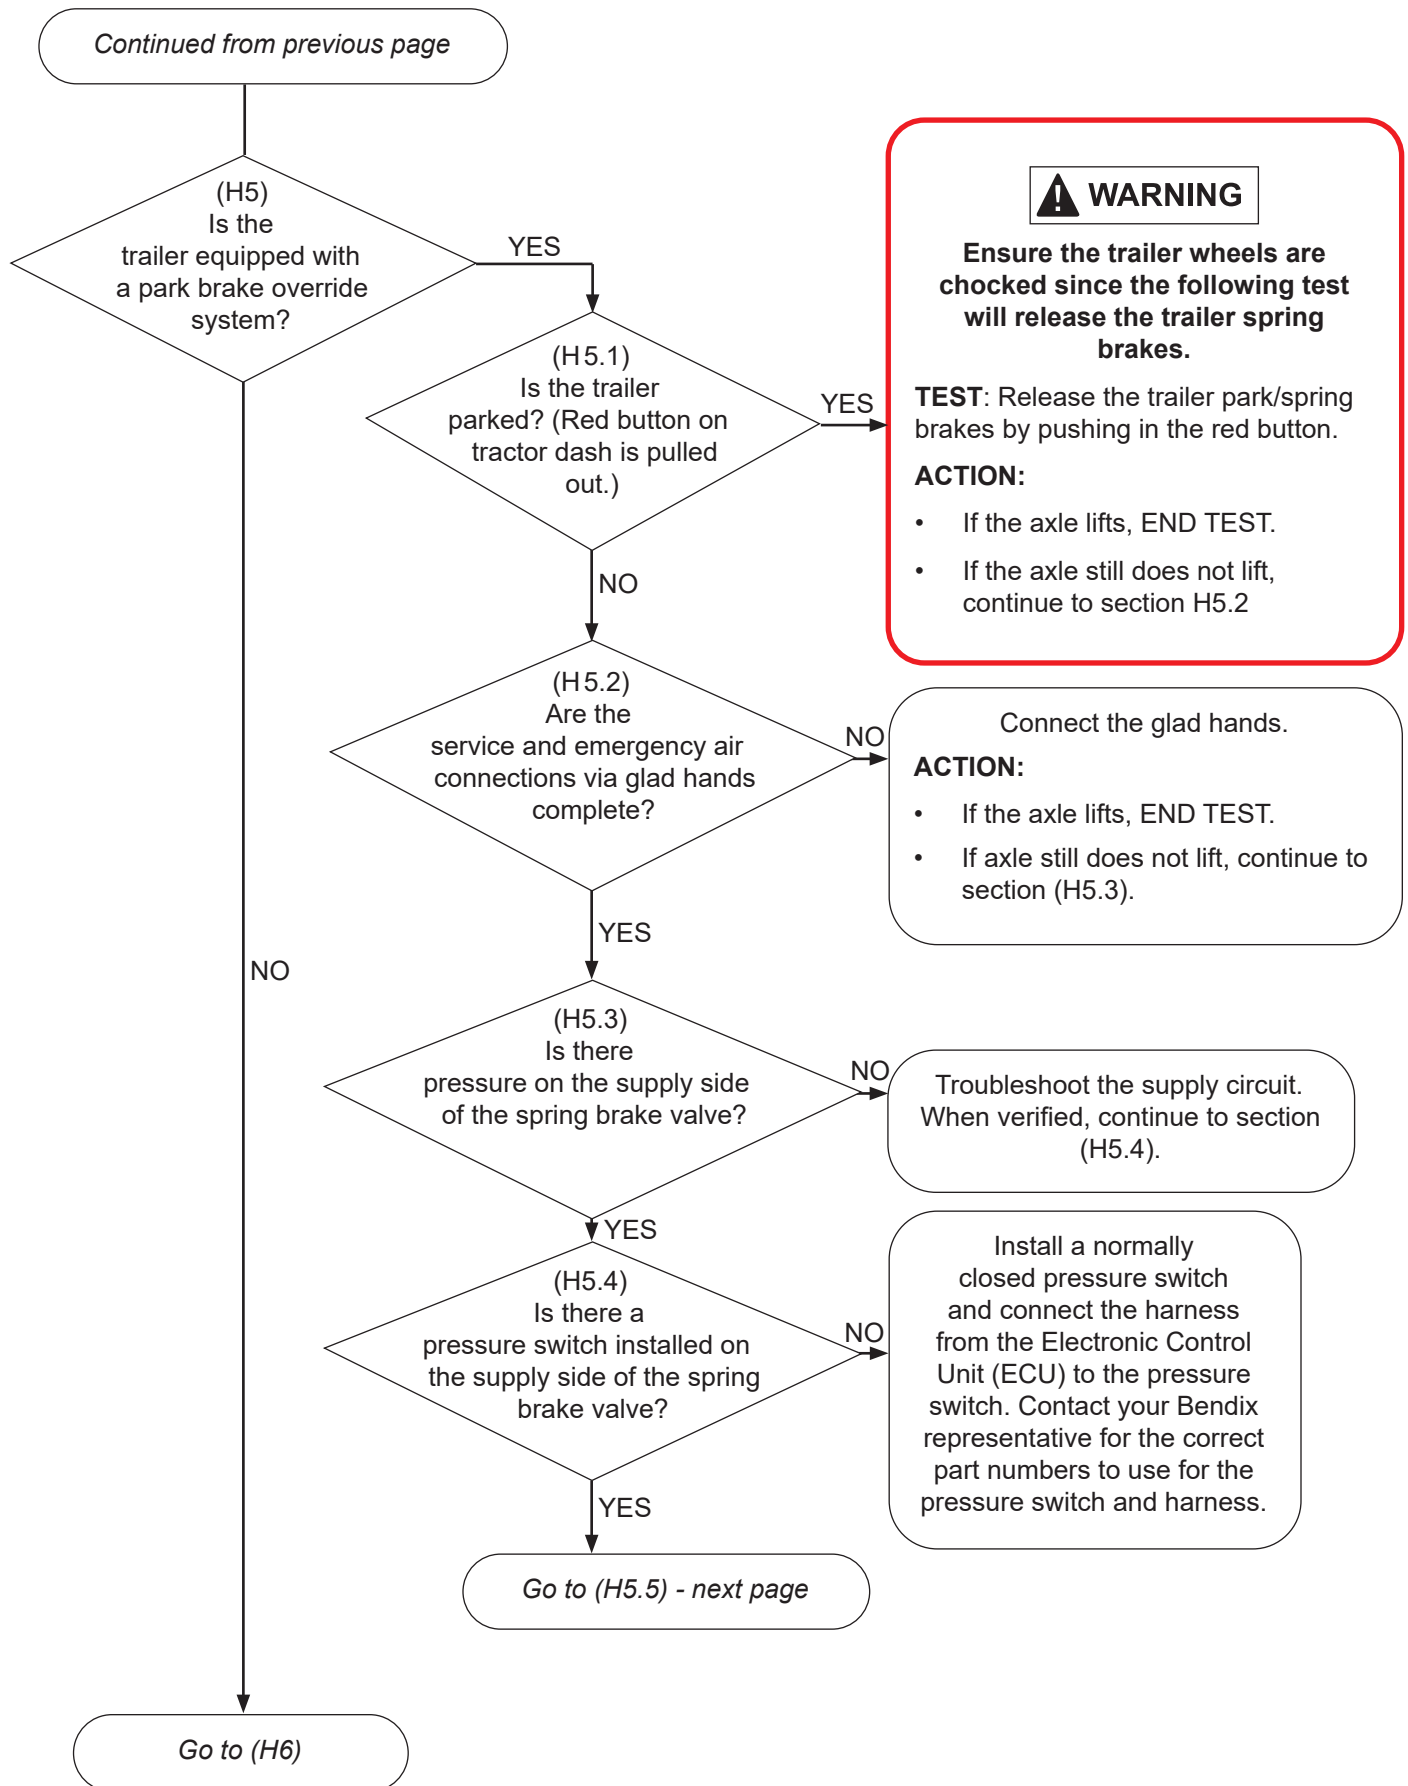 Continued from previous page
(H5)
Is the
trailer equipped with
a park brake override
system?
YES
(H5.1)
Is the trailer
parked? (Red button on
tractor dash is pulled
out.)
YES
WARNING
Ensure the trailer wheels are
chocked since the following test
will release the trailer spring
brakes.
TEST: Release the trailer park/spring
brakes by pushing in the red button.
ACTION:
• If the axle lifts, END TEST.
• If the axle still does not lift,
continue to section H5.2
NO
(H5.2)
Are the
service and emergency air
connections via glad hands
complete?
NO
Connect the glad hands.
ACTION:
• If the axle lifts, END TEST.
• If axle still does not lift, continue to
section (H5.3).
YES
NO
(H5.3)
Is there
pressure on the supply side
of the spring brake valve?
NO
Troubleshoot the supply circuit.
When verified, continue to section
(H5.4).
YES
(H5.4)
Is there a
pressure switch installed on
the supply side of the spring
brake valve?
NO
Install a normally
closed pressure switch
and connect the harness
from the Electronic Control
Unit (ECU) to the pressure
switch. Contact your Bendix
representative for the correct
part numbers to use for the
pressure switch and harness.
YES
Go to (H5.5) - next page
Go to (H6)